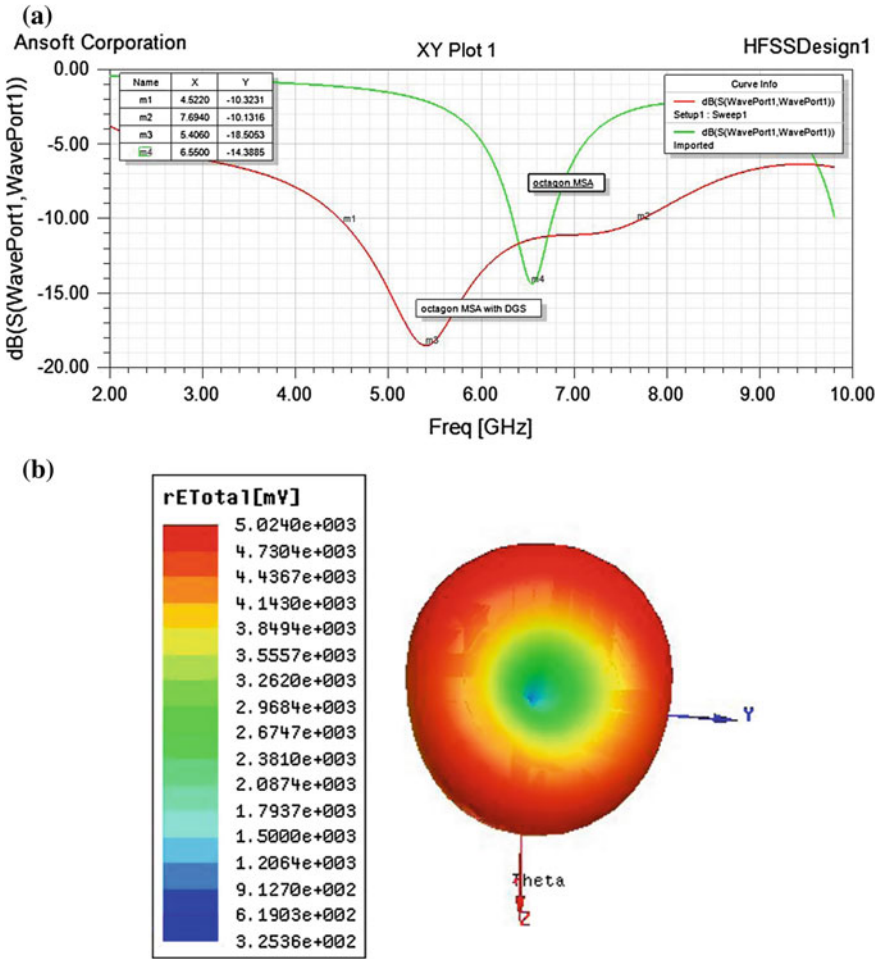 (a)
Ansoft Corporation XY Plot 1 HFSSDesign1
dB(S(WavePort1,WavePort1))
0.00
-5.00
-10.00
-15.00
-20.00
Name X Y
m1 4.5220 -10.3231
m2 7.6940 -10.1316
m3 5.4060 -18.5053
m4 6.5500 -14.3885
Curve Info
dB(S(WavePort1,WavePort1))
Setup1 : Sweep1
dB(S(WavePort1,WavePort1))
Imported
octagon MSA
m1
m2
m4
octagon MSA with DGS
m3
2.00 3.00 4.00 5.00 6.00 7.00 8.00 9.00 10.00
Freq [GHz]
(b)
rETotal[mV]
5.0240e+003
4.7304e+003
4.4367e+003
4.1430e+003
3.8494e+003
3.5557e+003
3.2620e+003
2.9684e+003
2.6747e+003
2.3810e+003
2.0874e+003
1.7937e+003
1.5000e+003
1.2064e+003
9.1270e+002
6.1903e+002
3.2536e+002
Y
Theta
Z